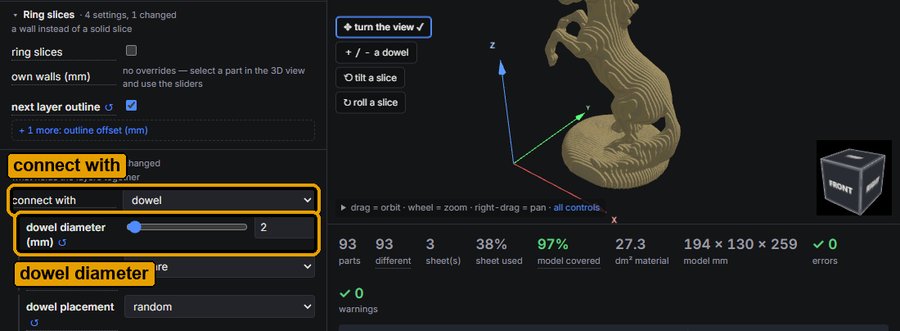 Ring slices · 4 settings, 1 changed
a wall instead of a solid slice
ring slices
own walls (mm)
no overrides — select a part in the 3D view
and use the sliders
next layer outline ↺
+ 1 more: outline offset (mm)
connect with
hanged
connect with
dowel
dowel diameter
(mm) ↺
2
dowel diameter
dowel placement
↺
random
✥ turn the view ✓
+ / - a dowel
⟲ tilt a slice
↻ roll a slice
Z
Y
X
FRONT
▶ drag = orbit · wheel = zoom · right-drag = pan · all controls
93
parts
93
different
3
sheet(s)
38%
sheet used
97%
model covered
27.3
dm² material
194 × 130 × 259
model mm
✓ 0
errors
✓ 0
warnings